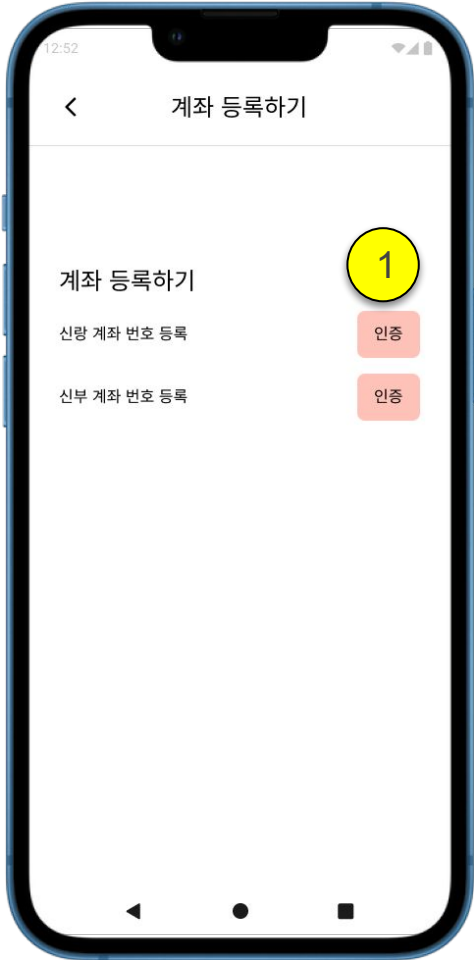 12:52
계좌 등록하기
1
계좌 등록하기
신랑 계좌 번호 등록
인증
신부 계좌 번호 등록
인증